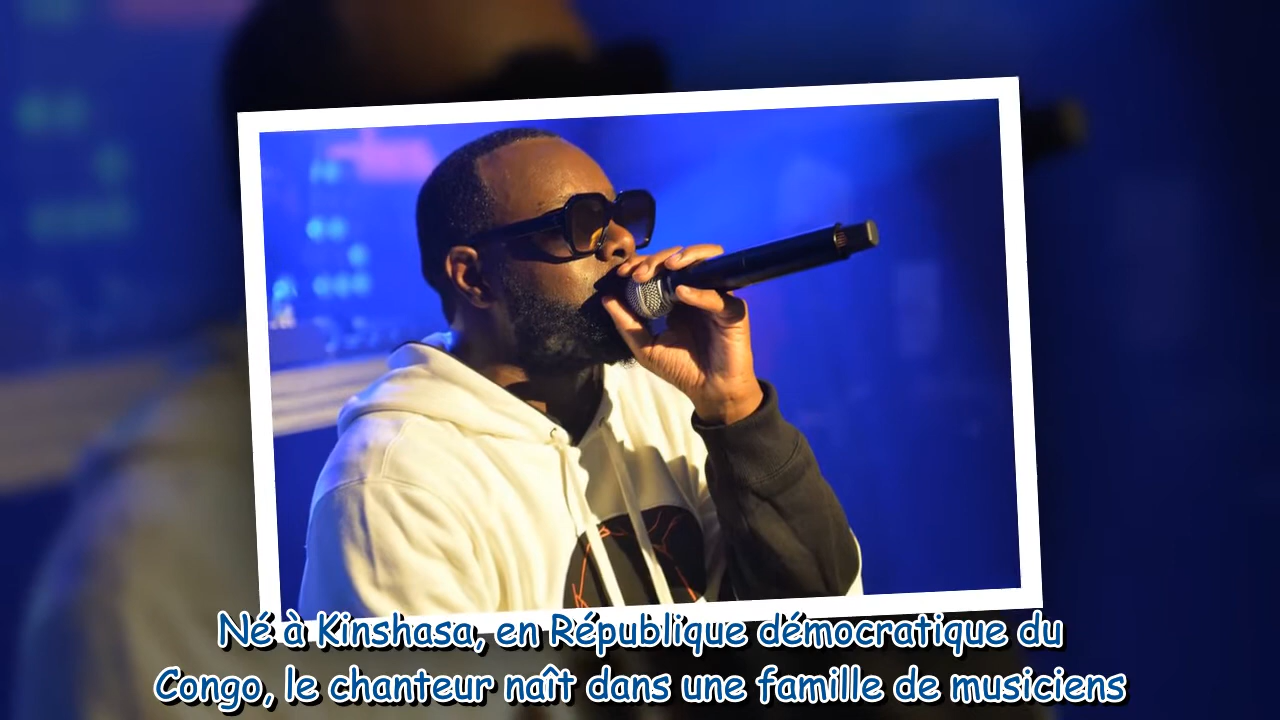 Né à Kinshasa, en République démocratique du
Congo, le chanteur naît dans une famille de musiciens